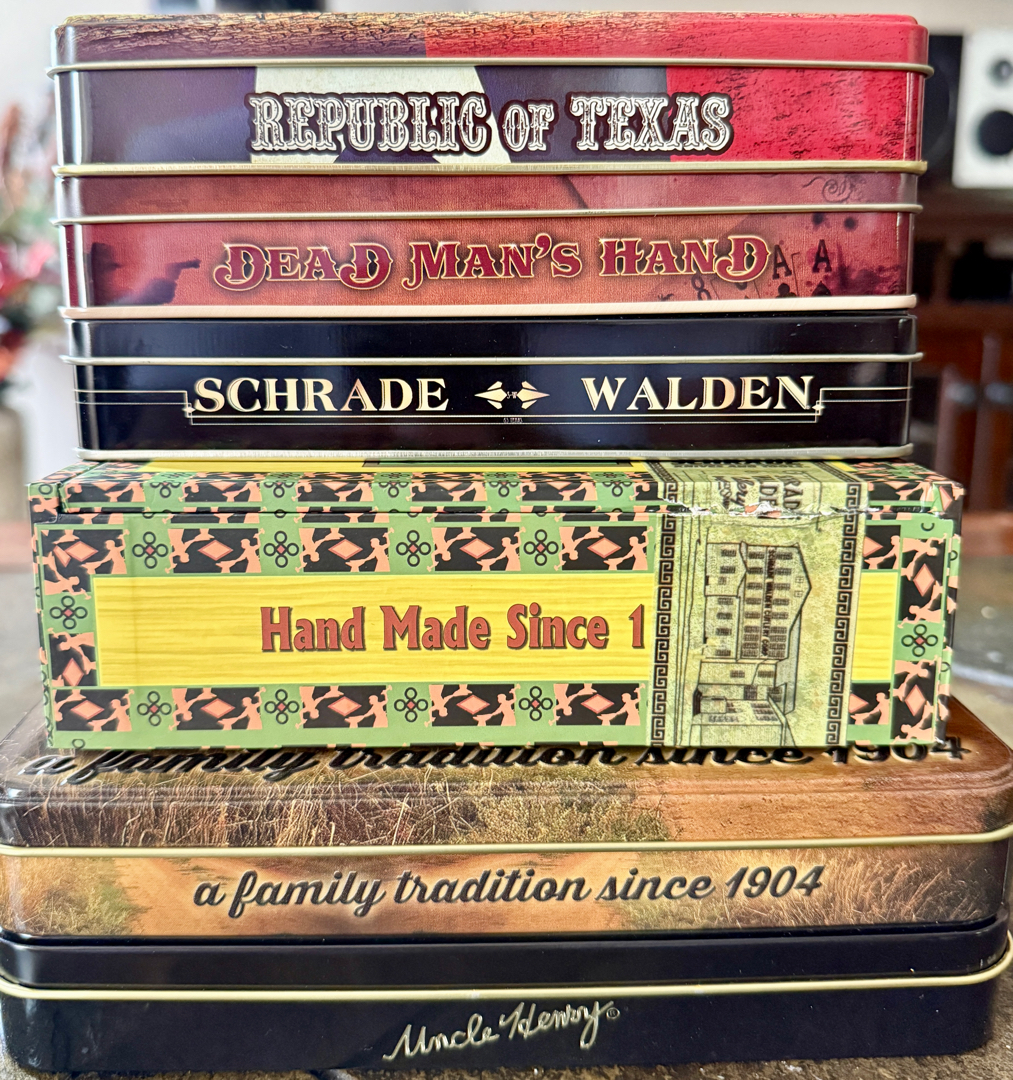 REPUBLIC OF TEXAS
DEAD MAN'S HAND
A A
8
SCHRADE WALDEN
Hand Made Since 1
a family tradition since 1904
a family tradition since 1904
Uncle Henry®